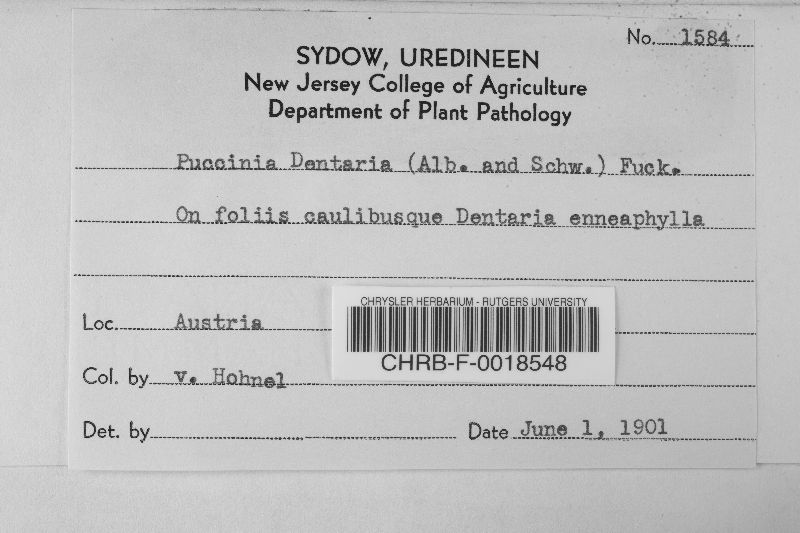 No. 1584
SYDOW, UREDINEEN
New Jersey College of Agriculture
Department of Plant Pathology
Puccinia Dentaria (Alb. and Schw.) Fuck.
On foliis caulibusque Dentaria enneaphylla
Loc. Austria
CHRYSLER HERBARIUM - RUTGERS UNIVERSITY
CHRB-F-0018548
Col. by v. Hohnel
Det. by
Date June 1, 1901